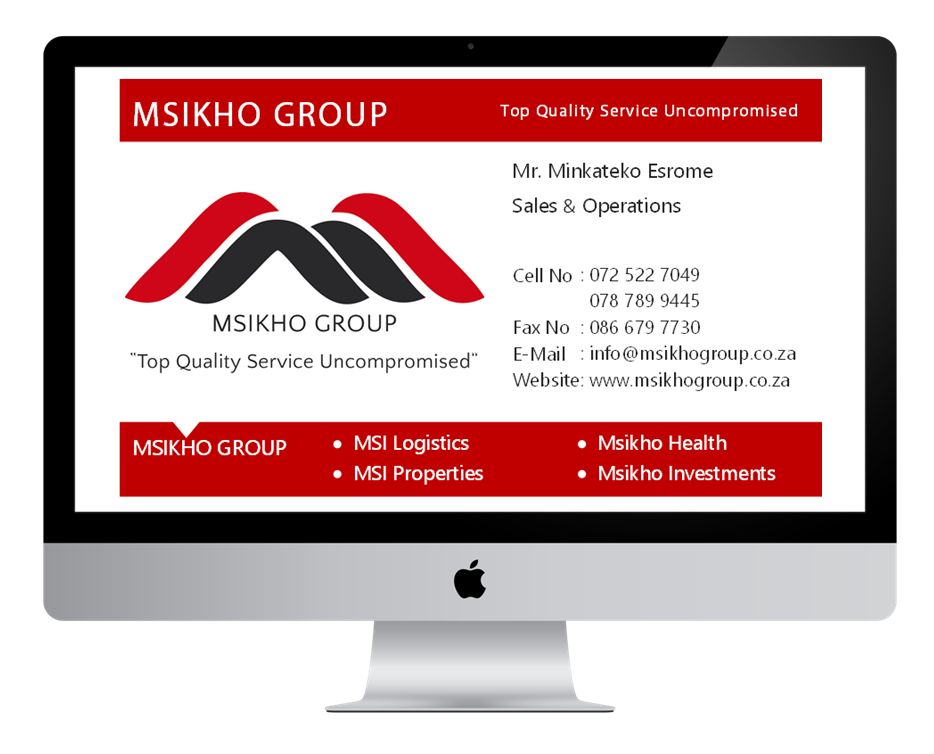 MSIKHO GROUP
Top Quality Service Uncompromised
Mr. Minkateko Esrome
Sales & Operations
Cell No : 072 522 7049
078 789 9445
Fax No : 086 679 7730
E-Mail : info@msikhogroup.co.za
Website: www.msikhogroup.co.za
MSIKHO GROUP
"Top Quality Service Uncompromised"
MSIKHO GROUP
• MSI Logistics
• MSI Properties
• Msikho Health
• Msikho Investments